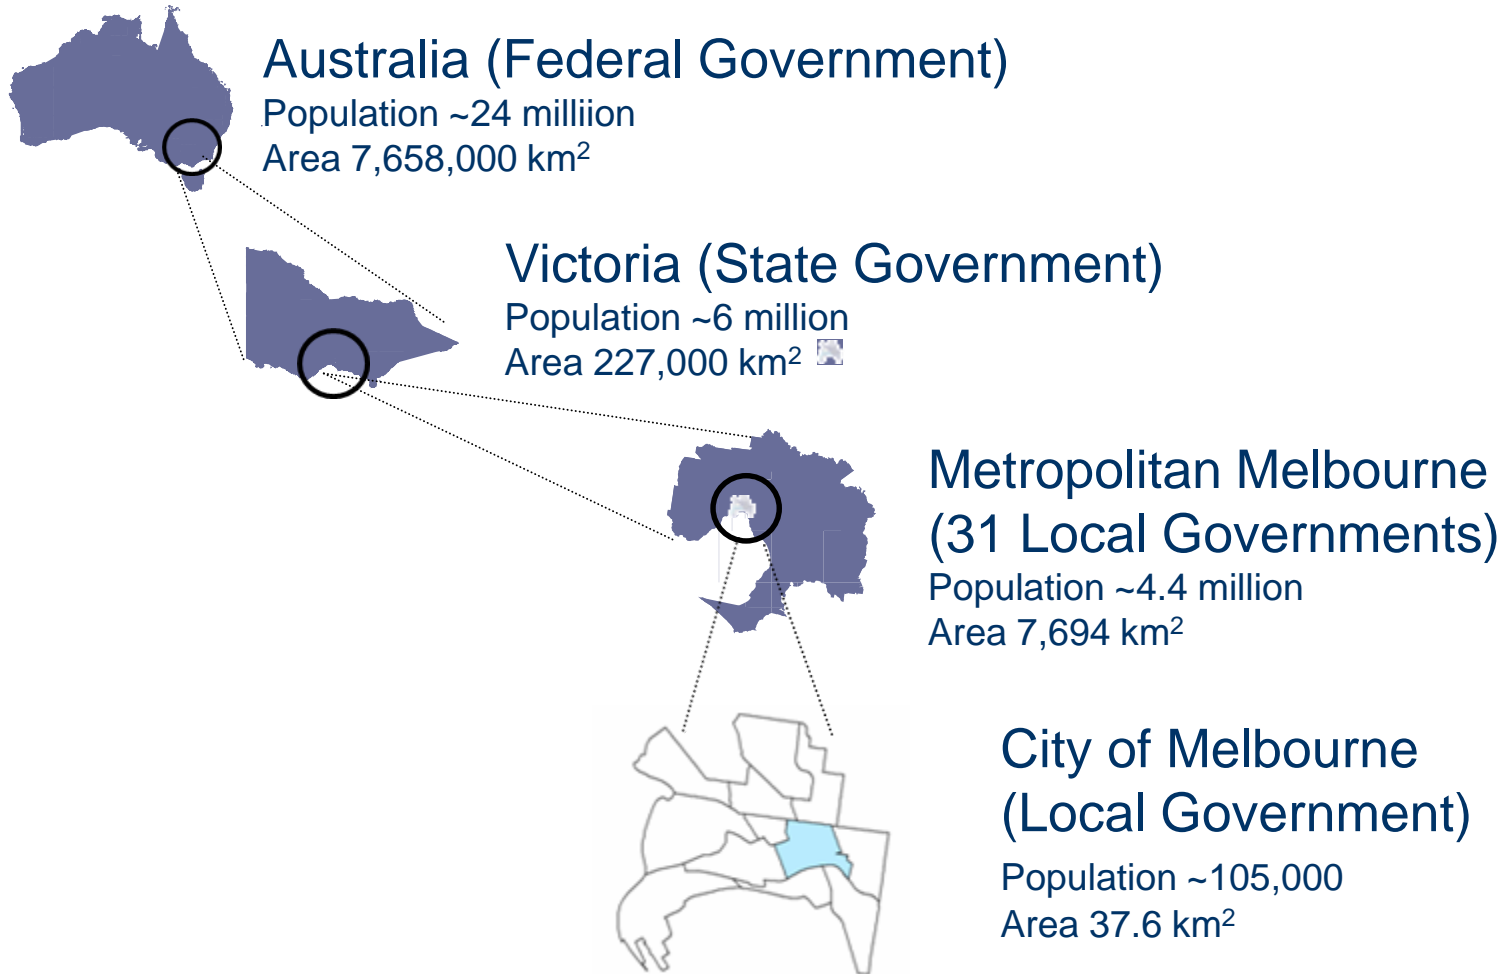 Australia (Federal Government)
Population ~24 milliion
Area 7,658,000 km²
Victoria (State Government)
Population ~6 million
Area 227,000 km²
Metropolitan Melbourne
(31 Local Governments)
Population ~4.4 million
Area 7,694 km²
City of Melbourne
(Local Government)
Population ~105,000
Area 37.6 km²